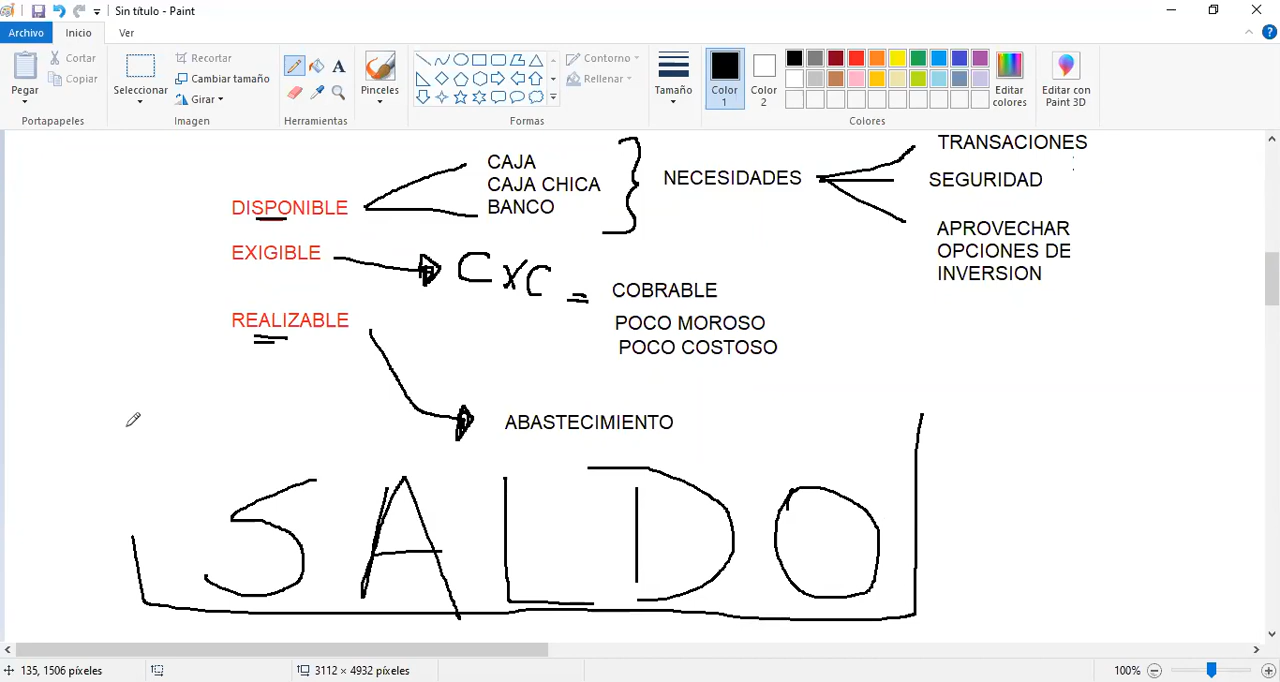 Sin título - Paint
Archivo
Inicio
Ver
Pegar
Cortar
Copiar
Portapapeles
Seleccionar
Recortar
Cambiar tamaño
Girar
Imagen
A
Herramientas
Pinceles
Contorno
Rellenar
Formas
Tamaño
Color 1
Color 2
Editar colores
Colores
Editar con Paint 3D
TRANSACIONES
CAJA
CAJA CHICA
BANCO
NECESIDADES
SEGURIDAD
DISPONIBLE
APROVECHAR
OPCIONES DE
INVERSION
EXIGIBLE
CXC =
COBRABLE
POCO MOROSO
POCO COSTOSO
REALIZABLE
ABASTECIMIENTO
SALDO
135, 1506 píxeles
3112 × 4932 píxeles
100%